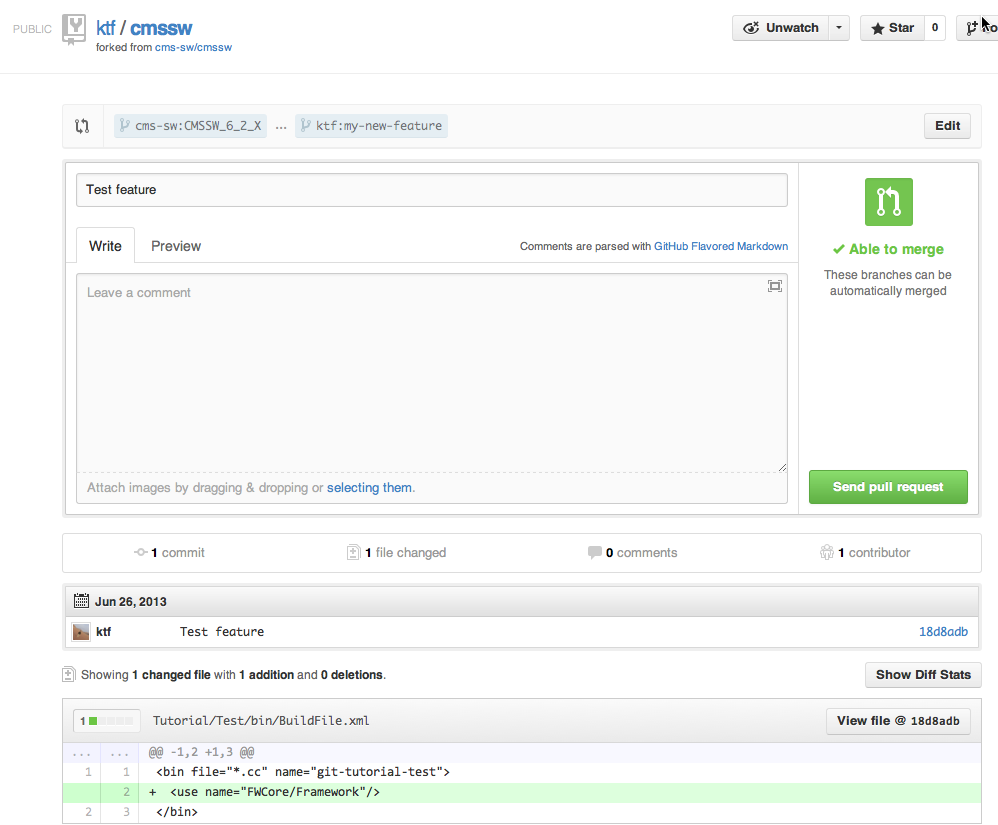 PUBLIC ktf / cmssw Unwatch Star 0
forked from cms-sw/cmssw
cms-sw:CMSSW_6_2_X ... ktf:my-new-feature Edit
Test feature
Write Preview Comments are parsed with GitHub Flavored Markdown
Able to merge
These branches can be
automatically merged
Leave a comment
Attach images by dragging & dropping or selecting them.
Send pull request
1 commit 1 file changed 0 comments 1 contributor
Jun 26, 2013
ktf Test feature 18d8adb
Showing 1 changed file with 1 addition and 0 deletions. Show Diff Stats
1 Tutorial/Test/bin/BuildFile.xml View file @ 18d8adb
... ... @@ -1,2 +1,3 @@
1 1 <bin file="*.cc" name="git-tutorial-test">
2 + <use name="FWCore/Framework"/>
2 3 </bin>